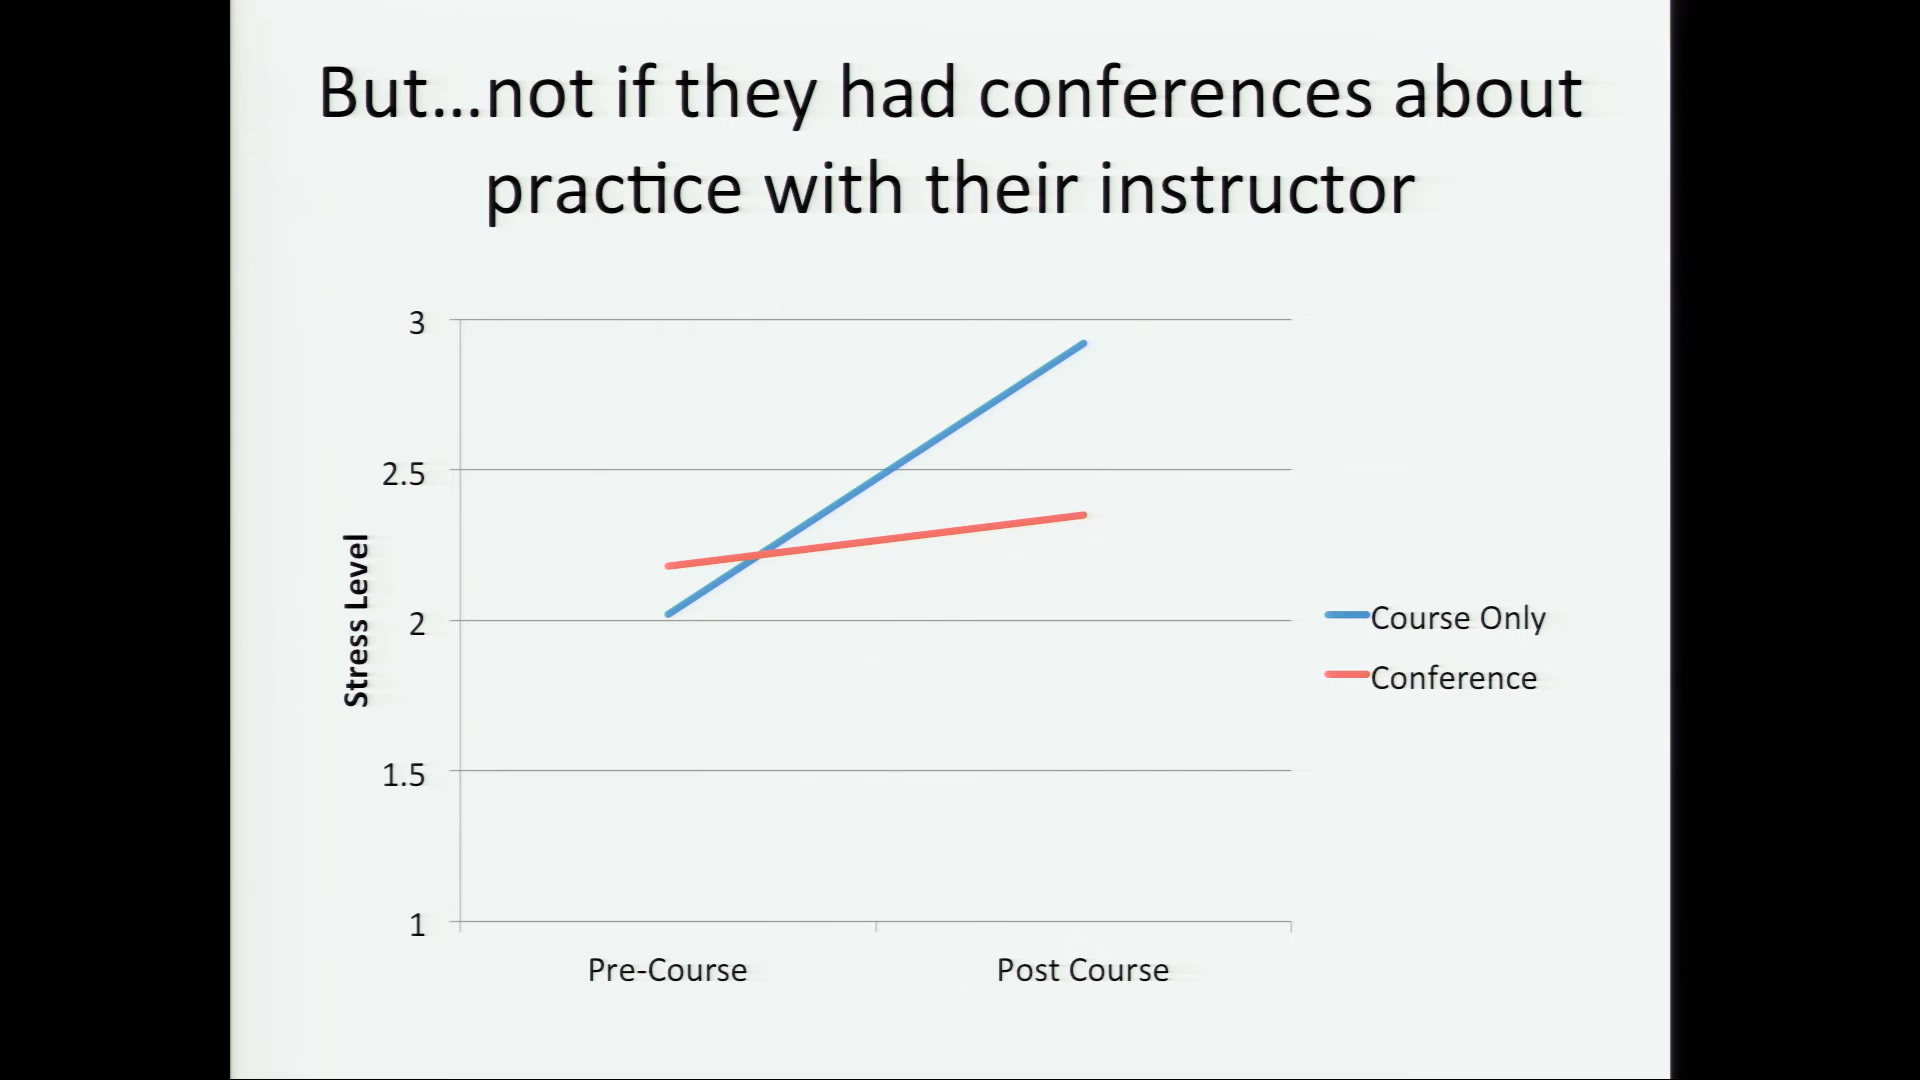 But...not if they had conferences about
practice with their instructor
3
2.5
2
1.5
1
Stress Level
Course Only
Conference
Pre-Course
Post Course